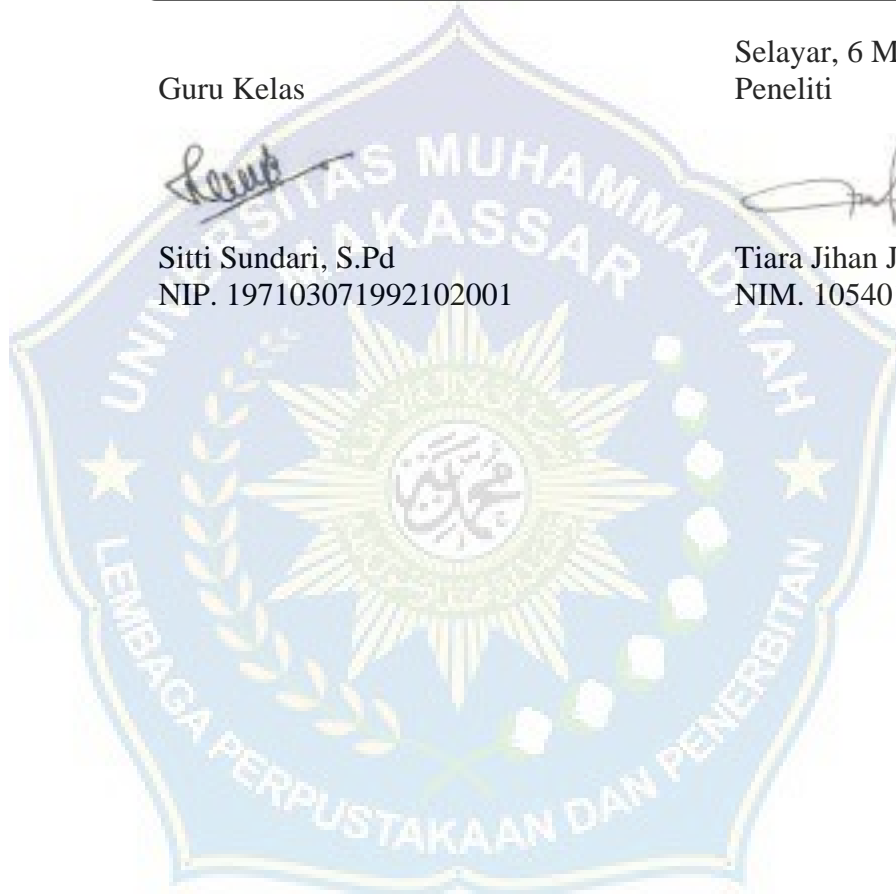 Selayar, 6 M
Guru Kelas
Peneliti
Sitti Sundari, S.Pd
Tiara Jihan J
NIP. 197103071992102001
NIM. 10540
UNIVERSITAS MUHAMMADIYAH
MAKASSAR
LEMBAGA PERPUSTAKAAN DAN PENERBITAN